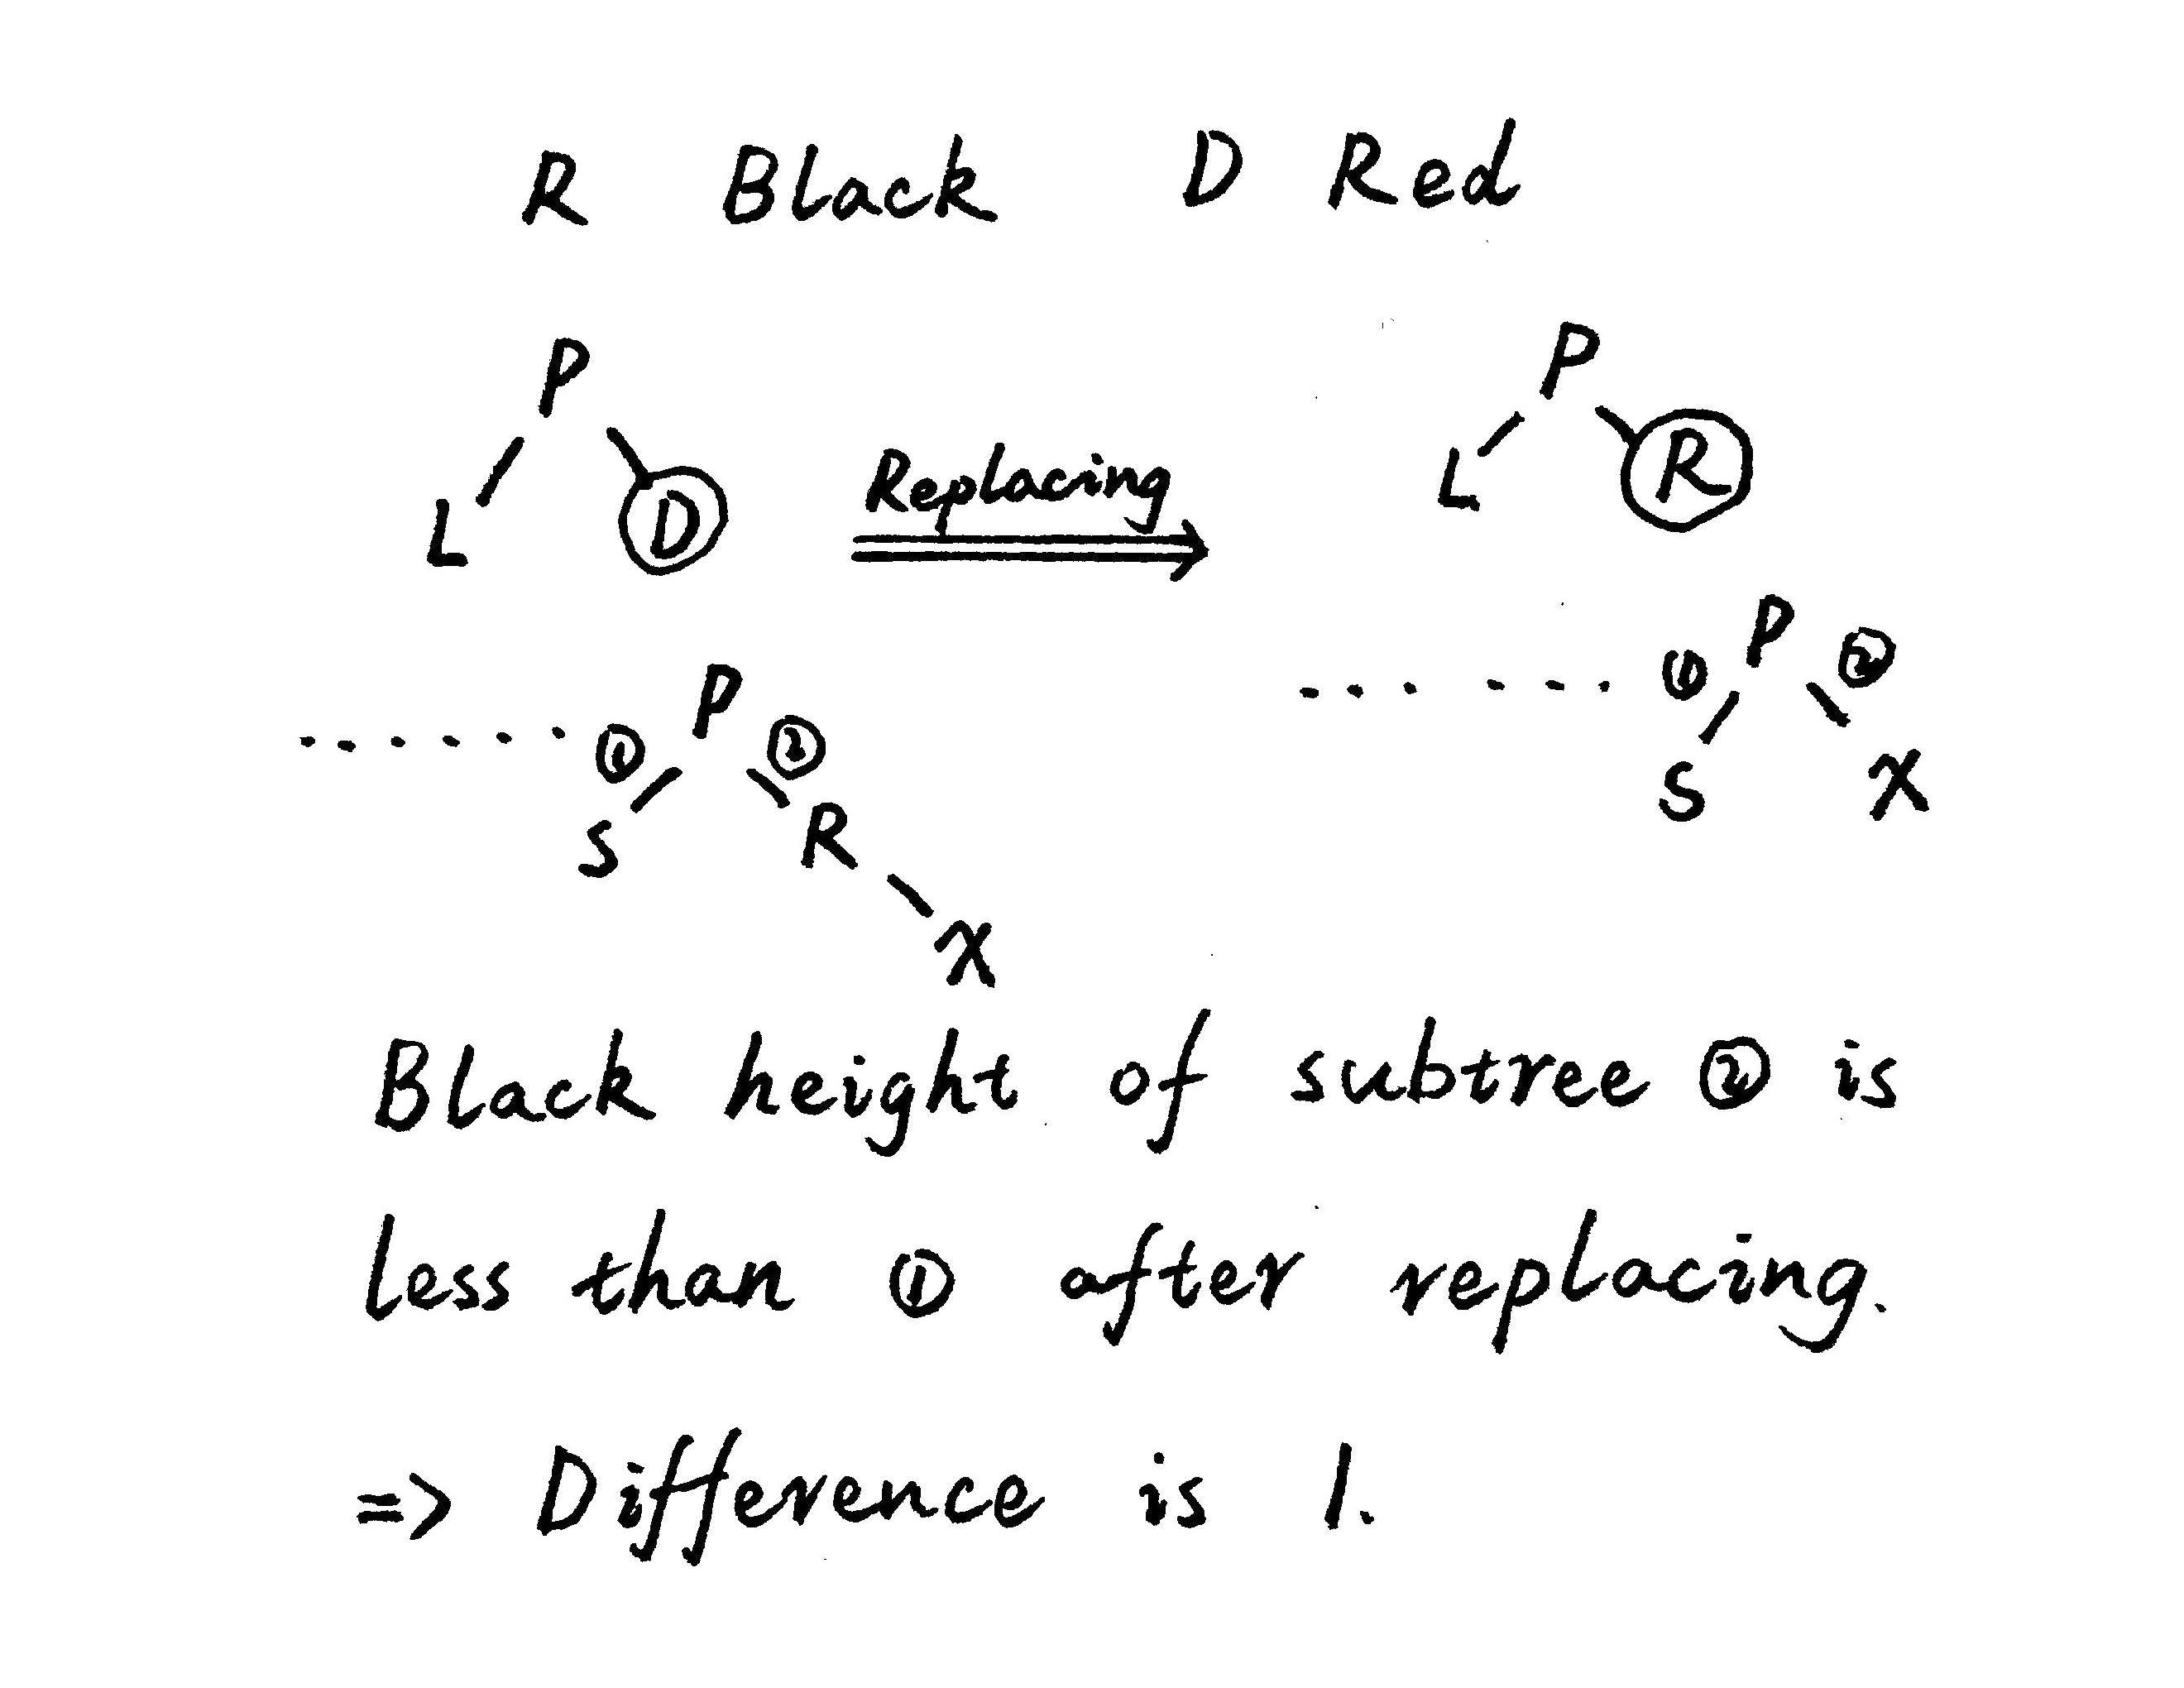 R Black D Red
P P
L D Replacing L R
...... ① P ② ...... ① P ②
S R S X
X
Black height of subtree ② is
less than ① after replacing.
=> Difference is 1.